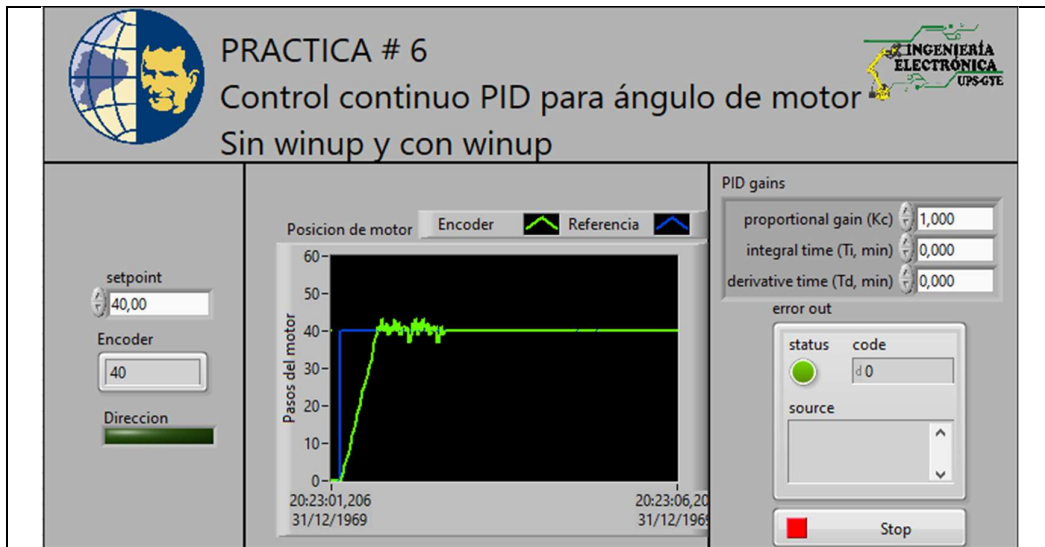 PRACTICA # 6
Control continuo PID para ángulo de motor
Sin winup y con winup
INGENIERÍA
ELECTRÓNICA
UPS-GYE
setpoint
40,00
Encoder
40
Direccion
Posicion de motor
Encoder
Referencia
Pasos del motor
60
50
40
30
20
10
0
20:23:01,206
31/12/1969
20:23:06,20
31/12/1969
PID gains
proportional gain (Kc) 1,000
integral time (Ti, min) 0,000
derivative time (Td, min) 0,000
error out
status
code
d 0
source
Stop